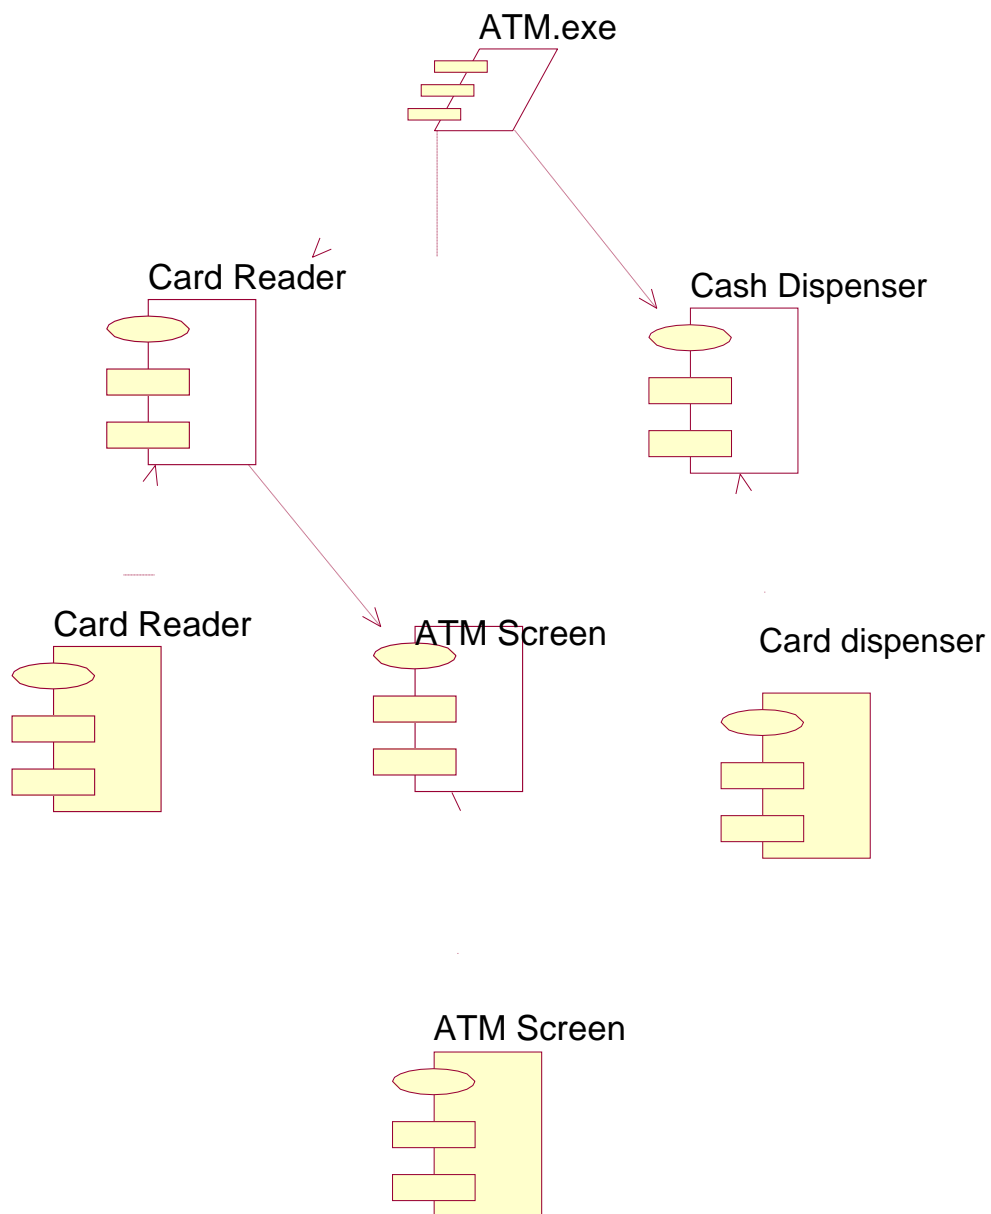 ATM.exe
Card Reader
Cash Dispenser
Card Reader
ATM Screen
Card dispenser
ATM Screen